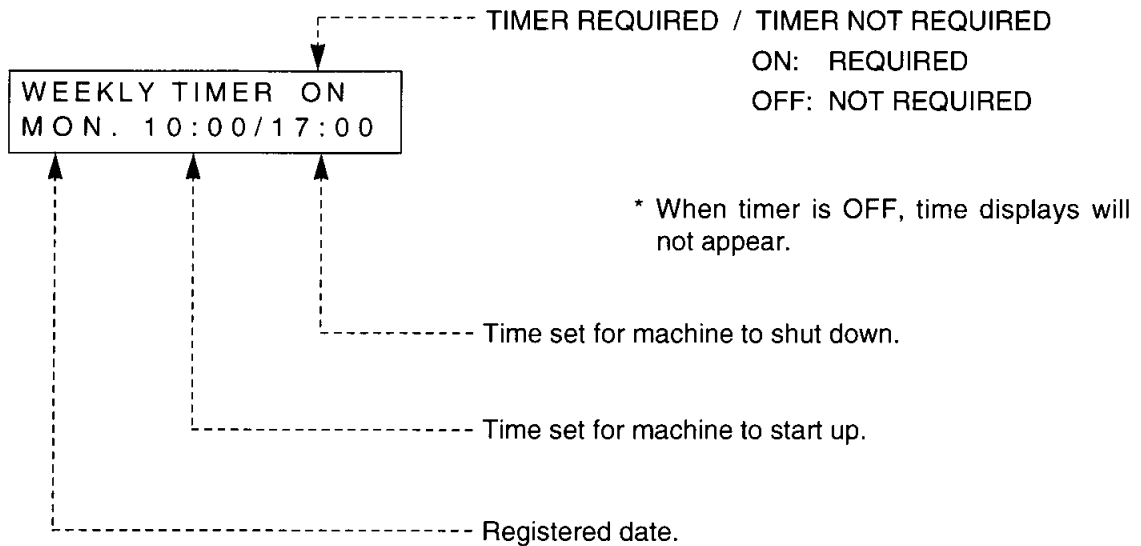 TIMER REQUIRED / TIMER NOT REQUIRED
ON: REQUIRED
OFF: NOT REQUIRED
WEEKLY TIMER ON
MON. 10:00/17:00
* When timer is OFF, time displays will
not appear.
Time set for machine to shut down.
Time set for machine to start up.
Registered date.